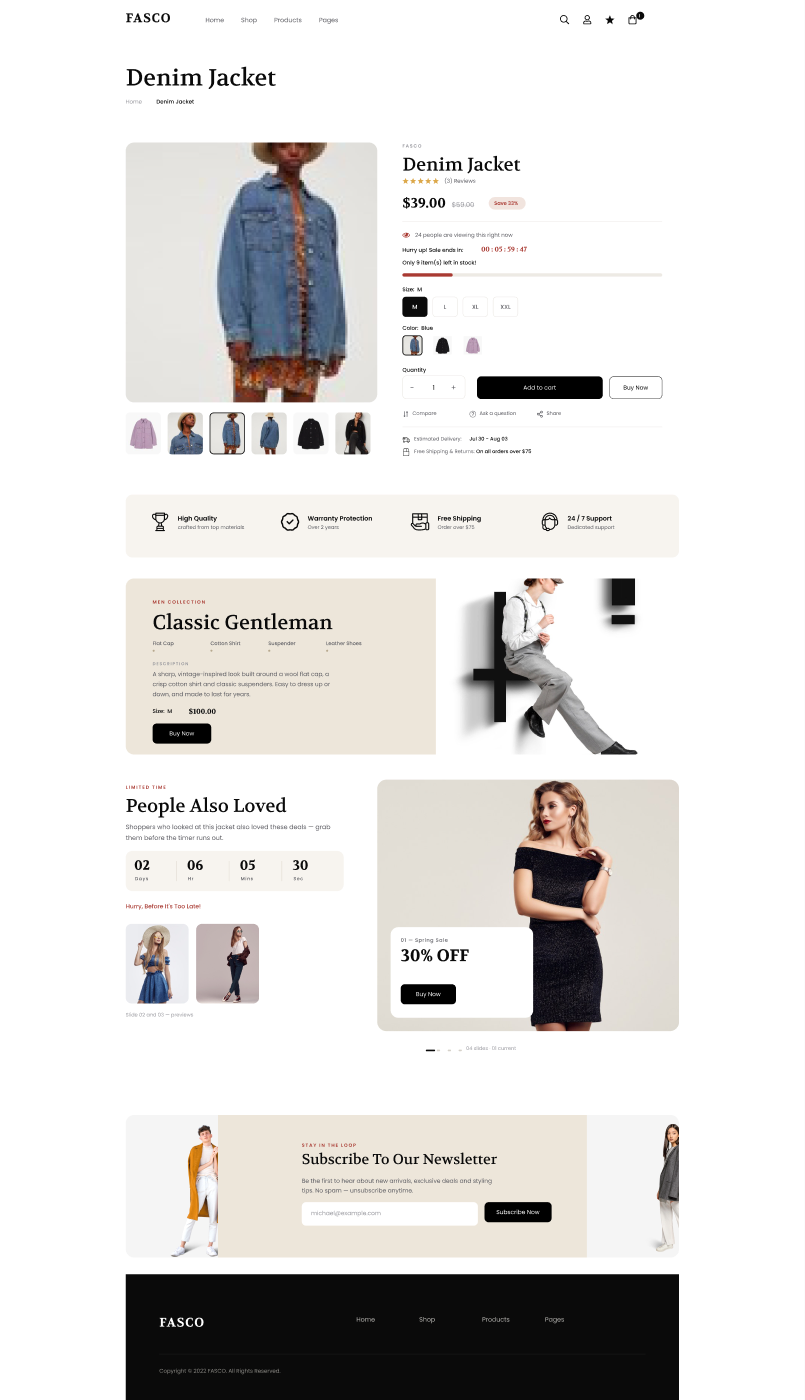 FASCO
Home Shop Products Pages
1
Denim Jacket
Home Denim Jacket
FASCO
Denim Jacket
(3) Reviews
$39.00 $59.00 Save 33%
24 people are viewing this right now
Hurry up! Sale ends in: 00 : 05 : 59 : 47
Only 9 item(s) left in stock!
Size: M
M L XL XXL
Color: Blue
Quantity
− 1 + Add to cart Buy Now
Compare Ask a question Share
Estimated Delivery: Jul 30 - Aug 03
Free Shipping & Returns: On all orders over $75
High Quality
crafted from top materials
Warranty Protection
Over 2 years
Free Shipping
Order over $75
24 / 7 Support
Dedicated support
MEN COLLECTION
Classic Gentleman
Flat Cap Cotton Shirt Suspender Leather Shoes
DESCRIPTION
A sharp, vintage-inspired look built around a wool flat cap, a
crisp cotton shirt and classic suspenders. Easy to dress up or
down, and made to last for years.
Size: M $100.00
Buy Now
LIMITED TIME
People Also Loved
Shoppers who looked at this jacket also loved these deals — grab
them before the timer runs out.
02 06 05 30
Days Hr Mins Sec
Hurry, Before It's Too Late!
Slide 02 and 03 — previews
01 — Spring Sale
30% OFF
Buy Now
04 slides · 01 current
STAY IN THE LOOP
Subscribe To Our Newsletter
Be the first to hear about new arrivals, exclusive deals and styling
tips. No spam — unsubscribe anytime.
michael@example.com Subscribe Now
FASCO
Home Shop Products Pages
Copyright © 2022 FASCO. All Rights Reserved.